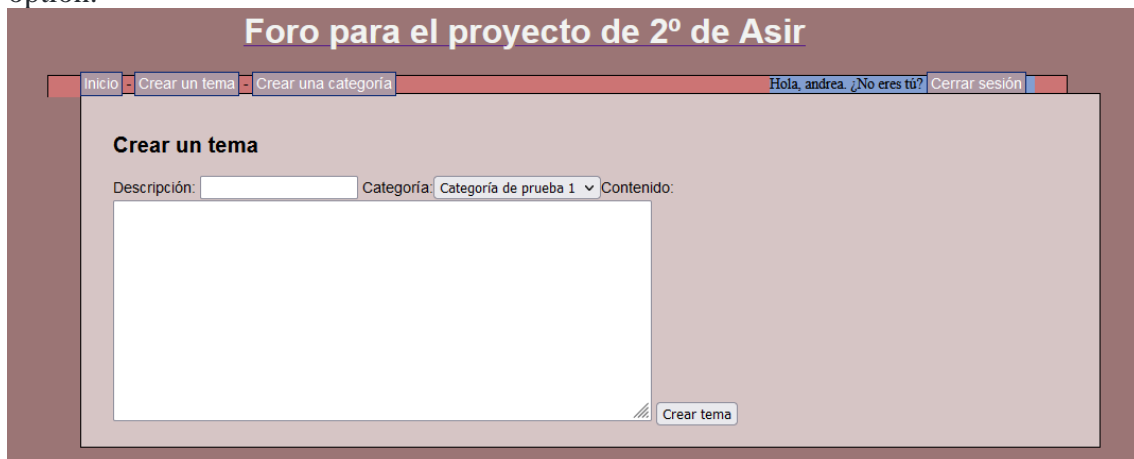 option.
Foro para el proyecto de 2º de Asir
Inicio - Crear un tema - Crear una categoría Hola, andrea. ¿No eres tú? Cerrar sesión
Crear un tema
Descripción: Categoría: Categoría de prueba 1 Contenido:
Crear tema